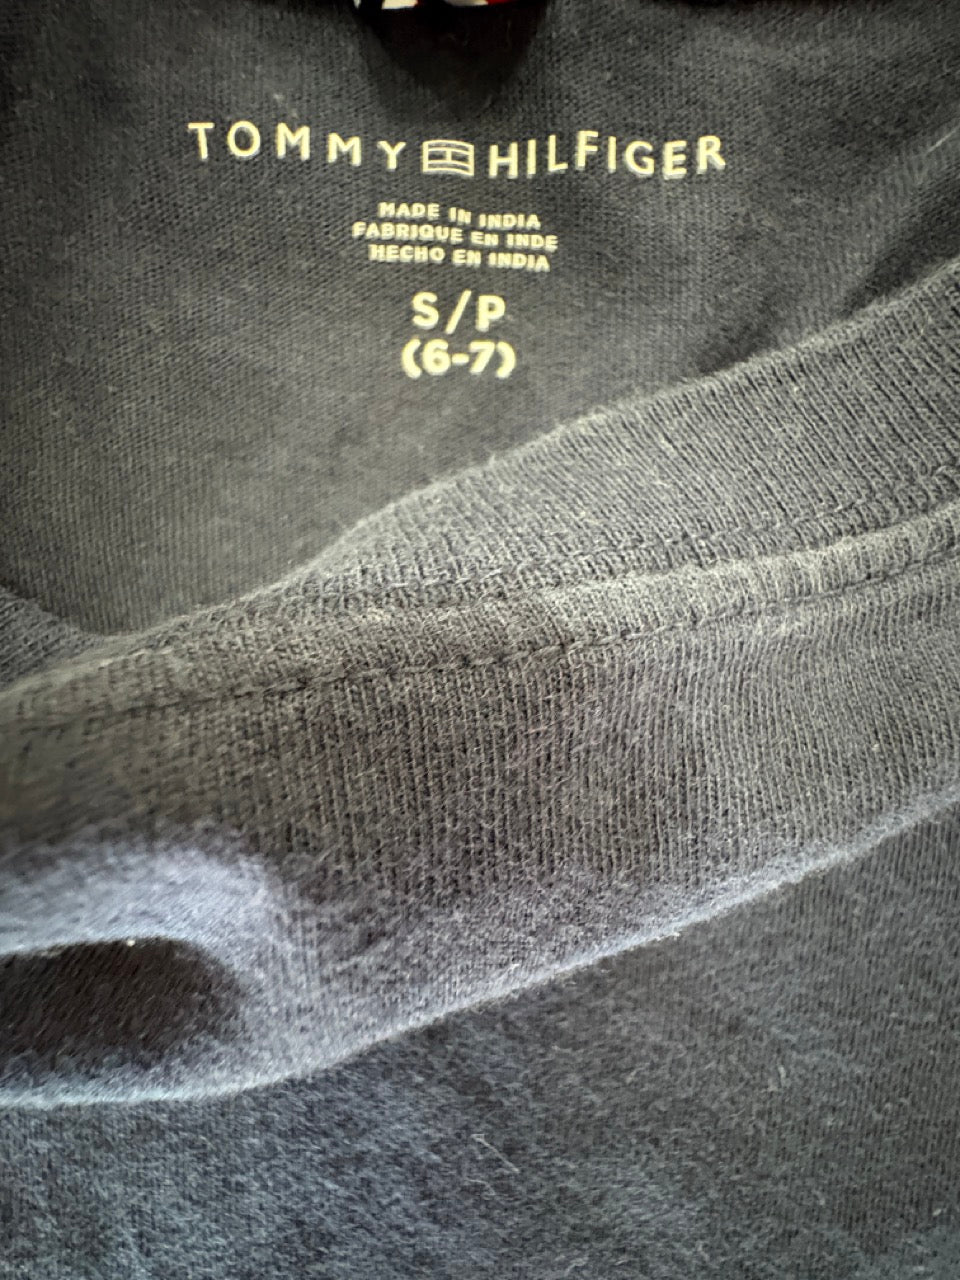 TOMMY HILFIGER
MADE IN INDIA
FABRIQUE EN INDE
HECHO EN INDIA
S/P
(6-7)